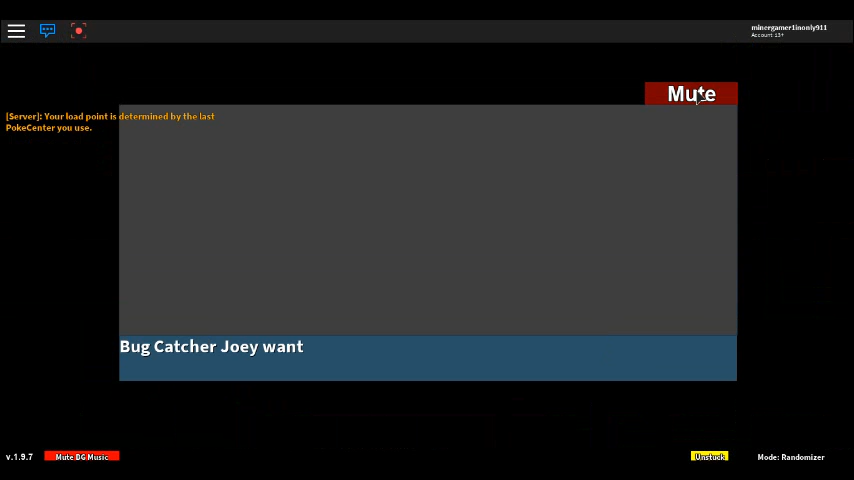 minergamer1inonly911
Account: 13+
Mute
[Server]: Your load point is determined by the last
PokeCenter you use.
Bug Catcher Joey want
v.1.9.7
Mute BG Music
Unstuck
Mode: Randomizer